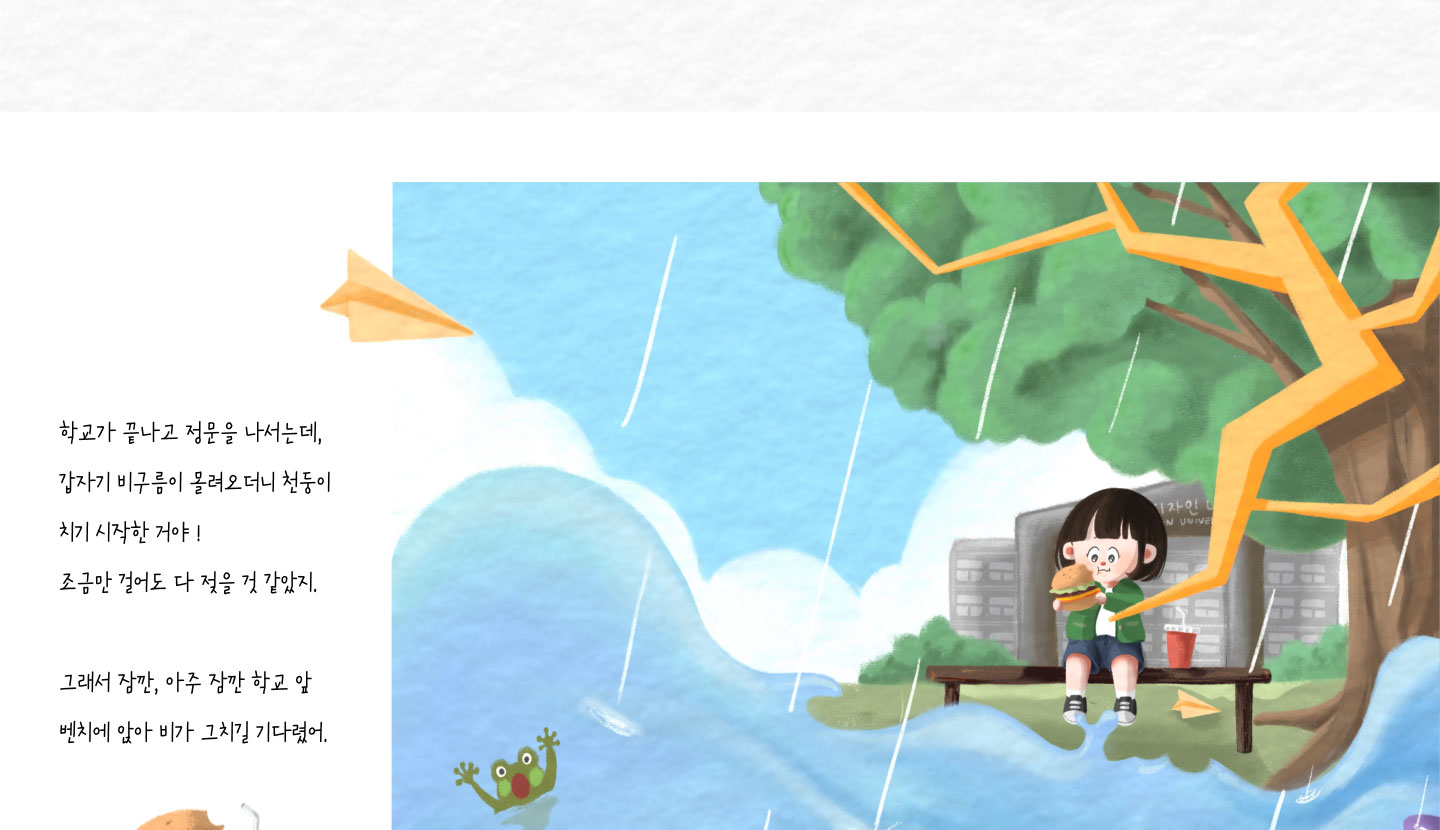 학교가 끝나고 정문을 나서는데,
갑자기 비구름이 몰려오더니 천둥이
치기 시작한 거야 !
조금만 걸어도 다 젖을 것 같았지.
그래서 잠깐, 아주 잠깐 학교 앞
벤치에 앉아 비가 그치길 기다렸어.